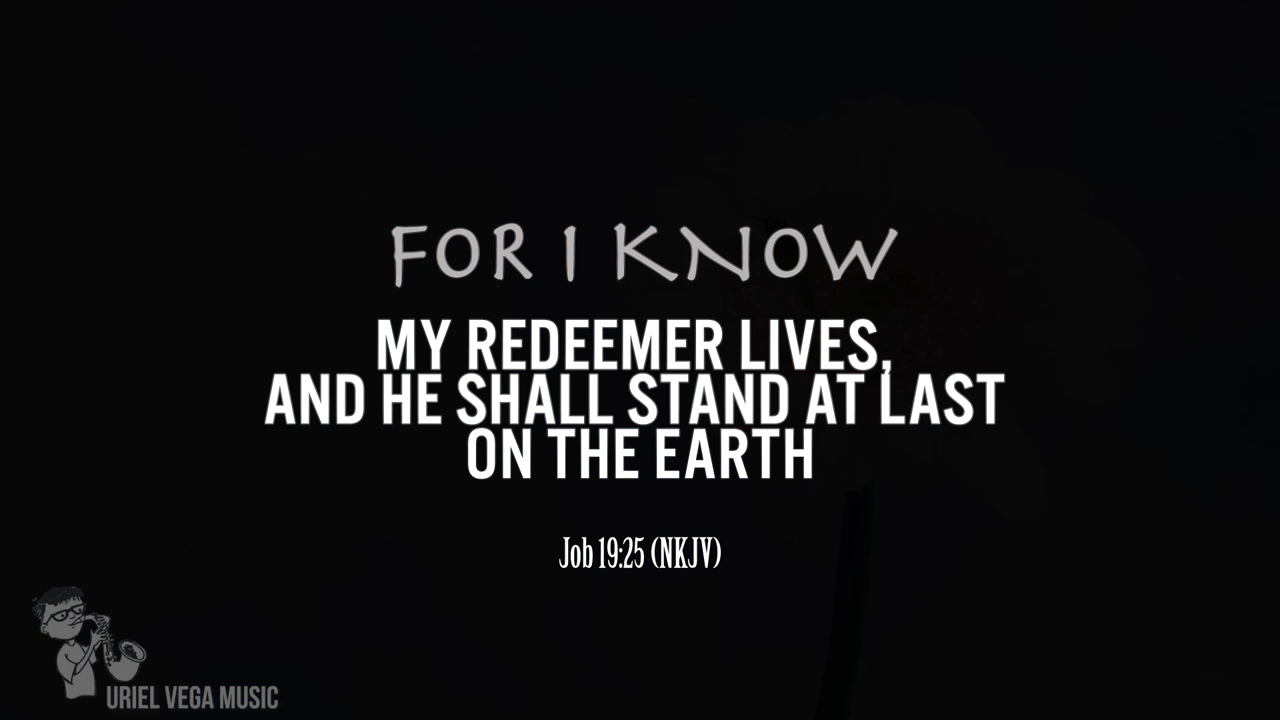 FOR I KNOW
MY REDEEMER LIVES,
AND HE SHALL STAND AT LAST
ON THE EARTH
Job 19:25 (NKJV)
URIEL VEGA MUSIC